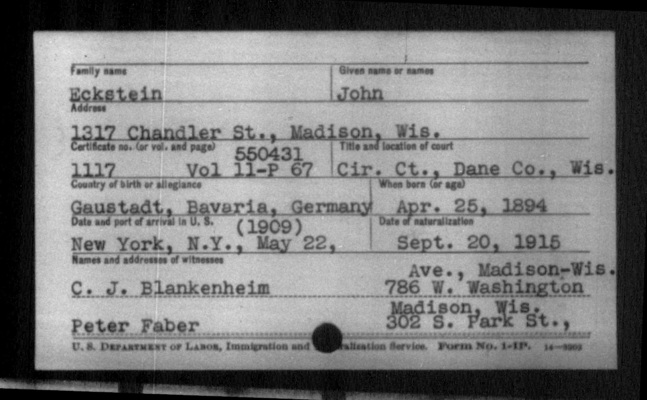 Family name Given name or names
Eckstein John
Address
1317 Chandler St., Madison, Wis.
Certificate no. (or vol. and page) Title and location of court
550431
1117 Vol 11-P 67 Cir. Ct., Dane Co., Wis.
Country of birth or allegiance When born (or age)
Gaustadt, Bavaria, Germany Apr. 25, 1894
Date and port of arrival in U. S. Date of naturalization
(1909)
New York, N.Y., May 22, Sept. 20, 1915
Names and addresses of witnesses
Ave., Madison-Wis.
C. J. Blankenheim 786 W. Washington
Madison, Wis.
Peter Faber 302 S. Park St.,
U. S. DEPARTMENT OF LABOR, Immigration and alization Service. Form No. 1-IP.